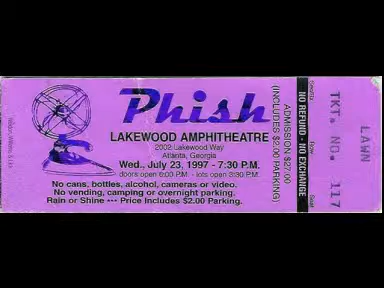 Phish
LAKEWOOD AMPHITHEATRE
2002 Lakewood Way
Atlanta, Georgia
Wed., July 23, 1997 - 7:30 P.M.
doors open 6:00 P.M. - lots open 3:30 P.M.
No cans, bottles, alcohol, cameras or video.
No vending, camping or overnight parking.
Rain or Shine ••• Price Includes $2.00 Parking.
ADMISSION $27.00
(INCLUDES $2.00 PARKING)
NO REFUND - NO EXCHANGE
Row
Seat
TKT. NO. 117
LAWN